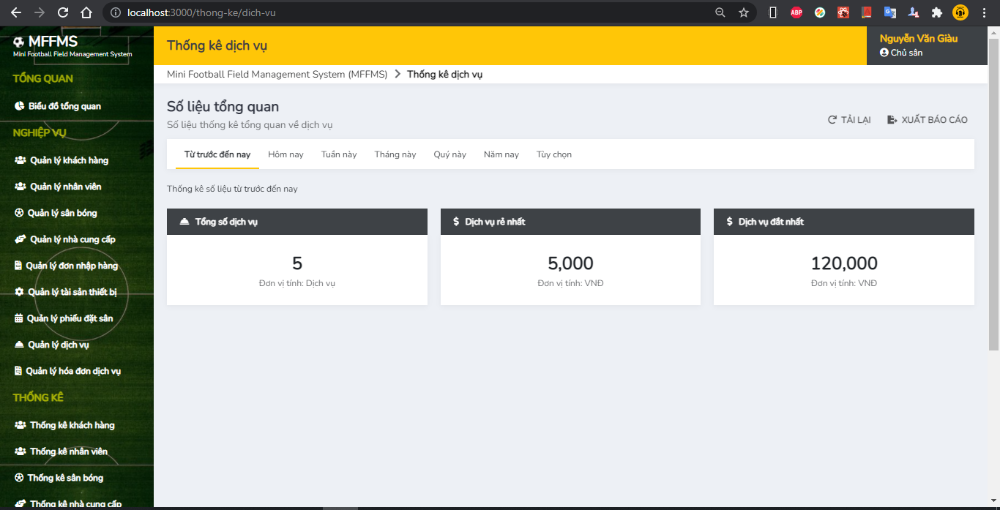 localhost:3000/thong-ke/dich-vu
ABP
MFFMS
Mini Football Field Management System
TỔNG QUAN
Biểu đồ tổng quan
NGHIỆP VỤ
Quản lý khách hàng
Quản lý nhân viên
Quản lý sân bóng
Quản lý nhà cung cấp
Quản lý đơn nhập hàng
Quản lý tài sản thiết bị
Quản lý phiếu đặt sân
Quản lý dịch vụ
Quản lý hóa đơn dịch vụ
THỐNG KÊ
Thống kê khách hàng
Thống kê nhân viên
Thống kê sân bóng
Thống kê nhà cung cấp
Thống kê dịch vụ
Nguyễn Văn Giàu
Chủ sân
Mini Football Field Management System (MFFMS) Thống kê dịch vụ
Số liệu tổng quan
Số liệu thống kê tổng quan về dịch vụ
TẢI LẠI XUẤT BÁO CÁO
Từ trước đến nay Hôm nay Tuần này Tháng này Quý này Năm nay Tùy chọn
Thống kê số liệu từ trước đến nay
Tổng số dịch vụ
5
Đơn vị tính: Dịch vụ
$ Dịch vụ rẻ nhất
5,000
Đơn vị tính: VNĐ
$ Dịch vụ đắt nhất
120,000
Đơn vị tính: VNĐ